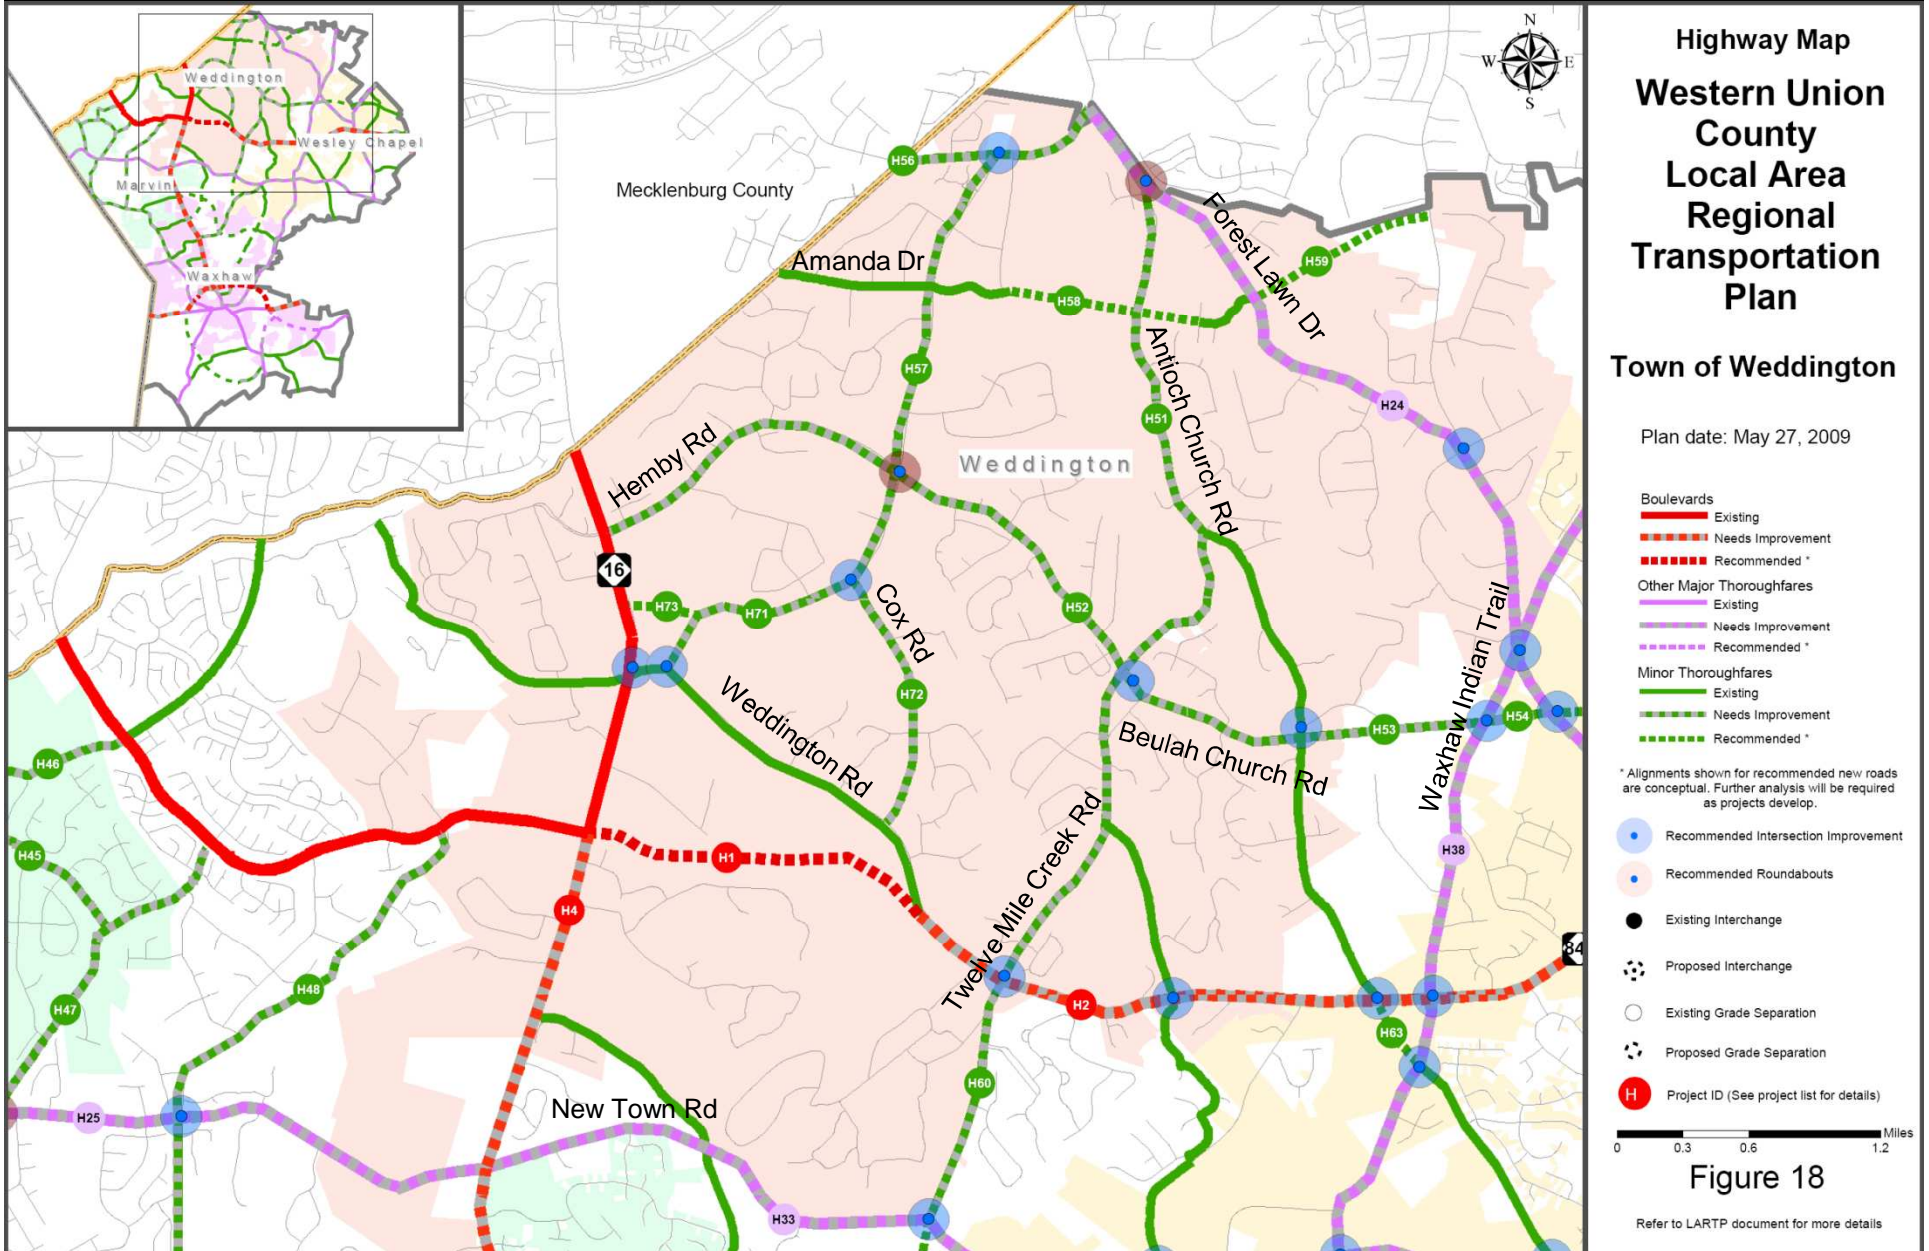 Weddington
Wesley Chapel
Marvin
Waxhaw
N
W
E
S
Mecklenburg County
H56
Amanda Dr
H58
Forest Lawn Dr
H59
H57
Antioch Church Rd
H51
H24
Hemby Rd
Weddington
16
H73
H71
Cox Rd
H52
H72
Weddington Rd
Beulah Church Rd
H53
H54
Waxhaw Indian Trail
H46
H45
H1
H4
Twelve Mile Creek Rd
H38
84
H47
H48
H2
H63
H60
New Town Rd
H25
H33
Highway Map
Western Union
County
Local Area
Regional
Transportation
Plan
Town of Weddington
Plan date: May 27, 2009
Boulevards
Existing
Needs Improvement
Recommended *
Other Major Thoroughfares
Existing
Needs Improvement
Recommended *
Minor Thoroughfares
Existing
Needs Improvement
Recommended *
* Alignments shown for recommended new roads
are conceptual. Further analysis will be required
as projects develop.
Recommended Intersection Improvement
Recommended Roundabouts
Existing Interchange
Proposed Interchange
Existing Grade Separation
Proposed Grade Separation
H Project ID (See project list for details)
Miles
0 0.3 0.6 1.2
Figure 18
Refer to LARTP document for more details